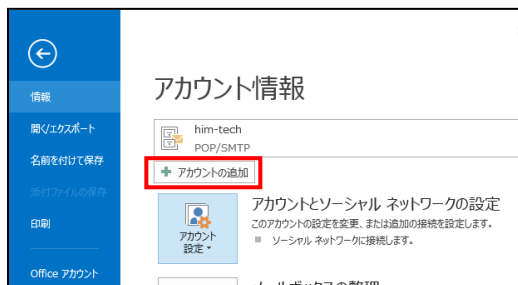 アカウント情報
情報
開く/エクスポート
名前を付けて保存
添付ファイルの保存
印刷
Office アカウント
him-tech
POP/SMTP
アカウントの追加
アカウント
設定
アカウントとソーシャル ネットワークの設定
このアカウントの設定を変更、または追加の接続を設定します。
ソーシャル ネットワークに接続します。
メールボックスの整理